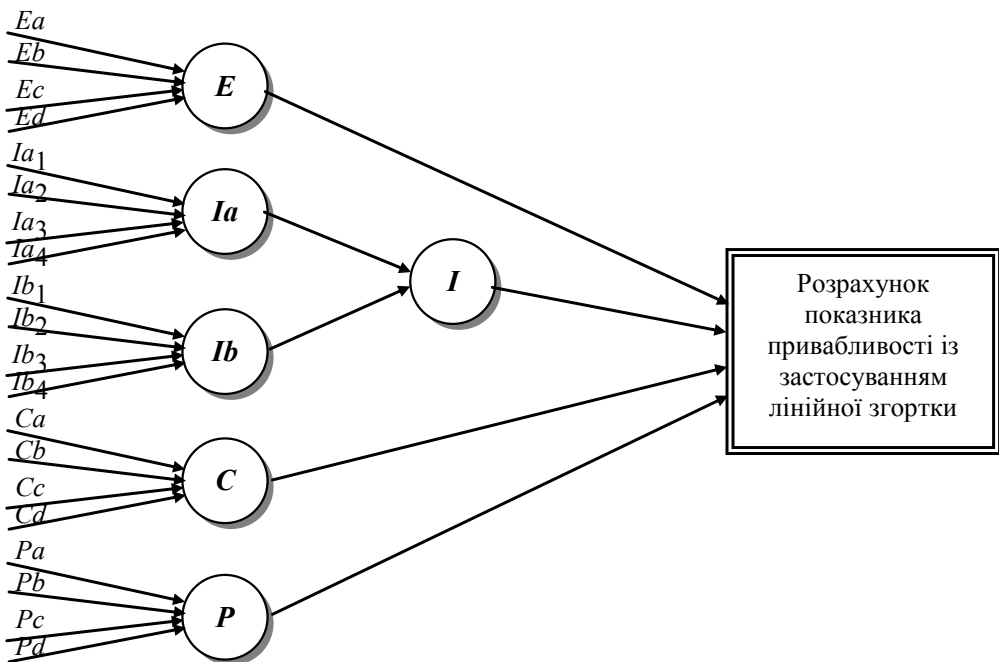 Ea
Eb
Ec
Ed
E
Ia1
Ia2
Ia3
Ia4
Ia
Ib1
Ib2
Ib3
Ib4
Ib
I
Ca
Cb
Cc
Cd
C
Pa
Pb
Pc
Pd
P
Розрахунок
показника
привабливості із
застосуванням
лінійної згортки